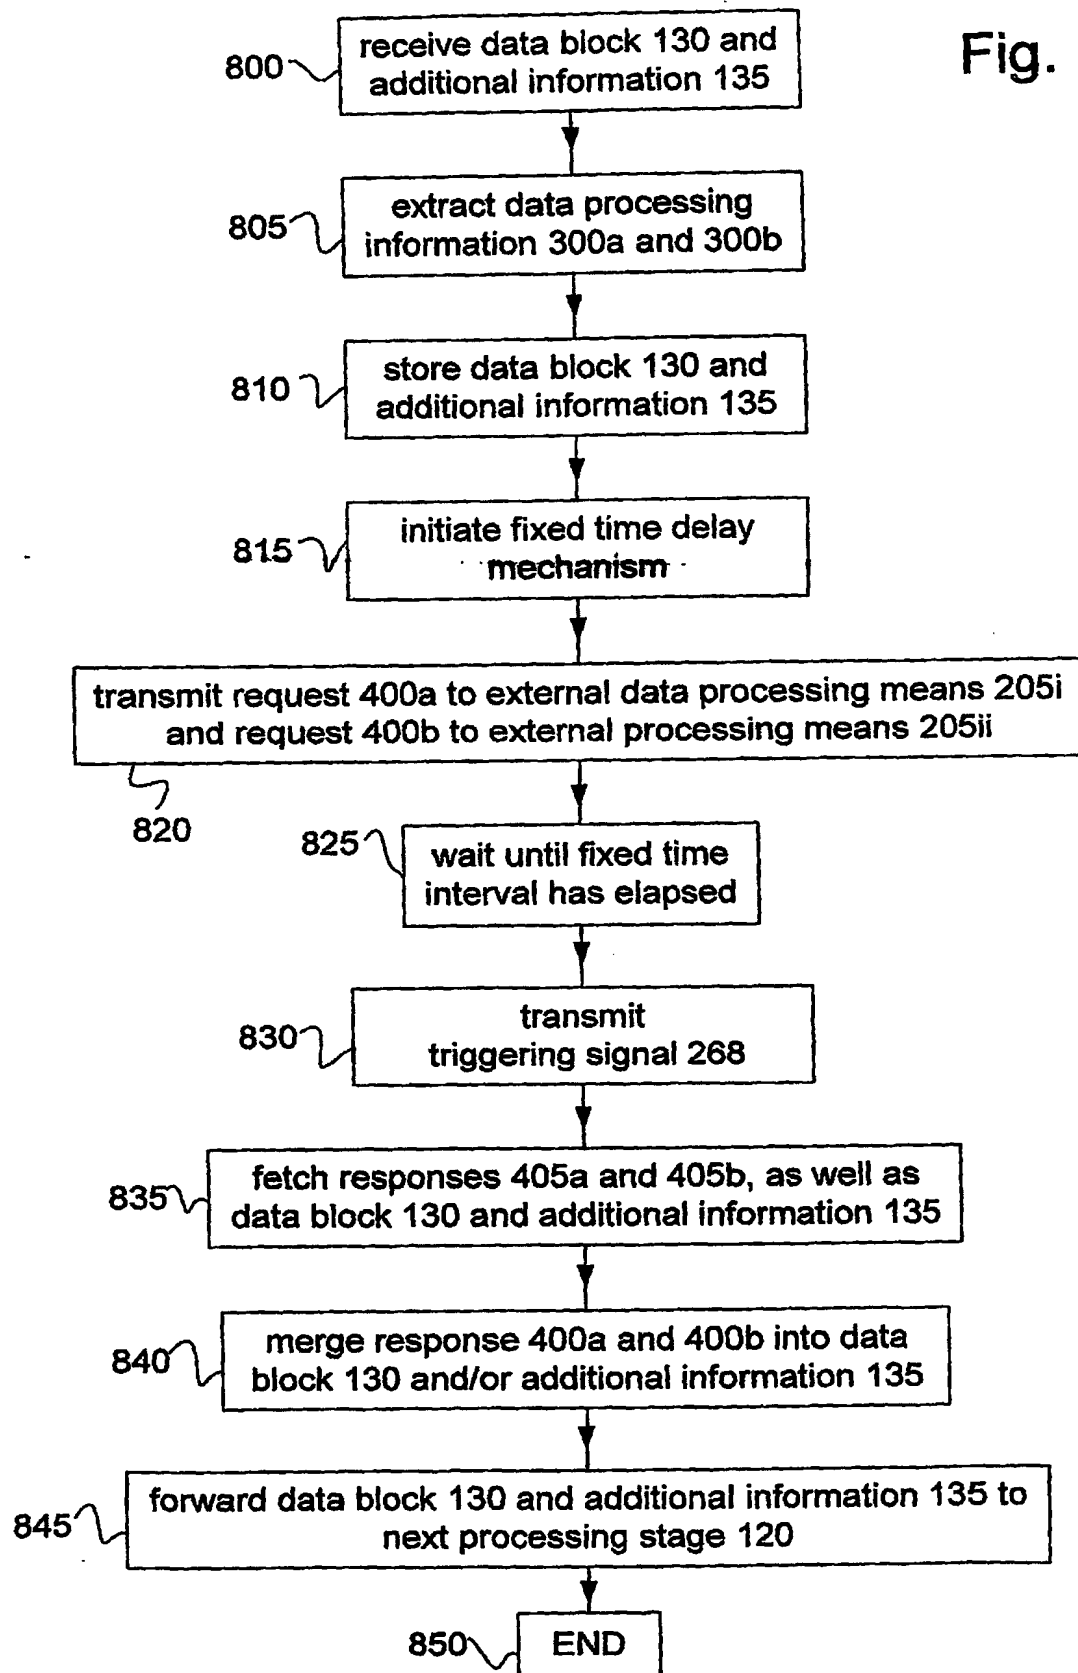 Fig.
800
receive data block 130 and
additional information 135
805
extract data processing
information 300a and 300b
810
store data block 130 and
additional information 135
815
initiate fixed time delay
mechanism
transmit request 400a to external data processing means 205i
and request 400b to external processing means 205ii
820
825
wait until fixed time
interval has elapsed
830
transmit
triggering signal 268
835
fetch responses 405a and 405b, as well as
data block 130 and additional information 135
840
merge response 400a and 400b into data
block 130 and/or additional information 135
845
forward data block 130 and additional information 135 to
next processing stage 120
850
END